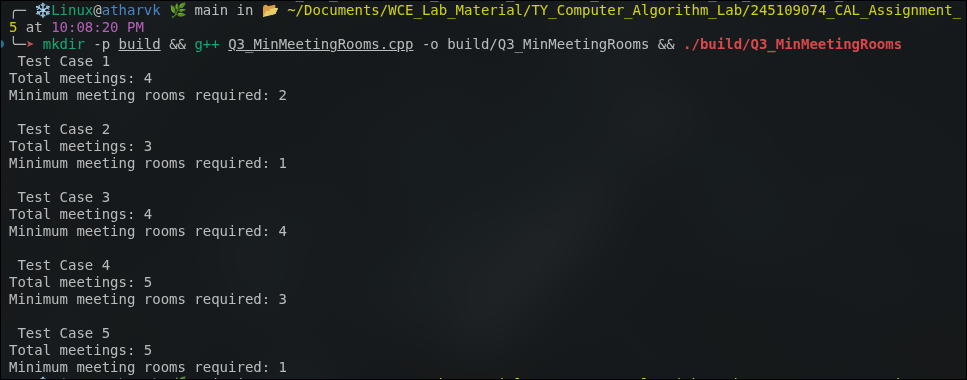 Linux@atharvk main in ~/Documents/WCE_Lab_Material/TY_Computer_Algorithm_Lab/245109074_CAL_Assignment_
5 at 10:08:20 PM
mkdir -p build && g++ Q3_MinMeetingRooms.cpp -o build/Q3_MinMeetingRooms && ./build/Q3_MinMeetingRooms
Test Case 1
Total meetings: 4
Minimum meeting rooms required: 2
Test Case 2
Total meetings: 3
Minimum meeting rooms required: 1
Test Case 3
Total meetings: 4
Minimum meeting rooms required: 4
Test Case 4
Total meetings: 5
Minimum meeting rooms required: 3
Test Case 5
Total meetings: 5
Minimum meeting rooms required: 1